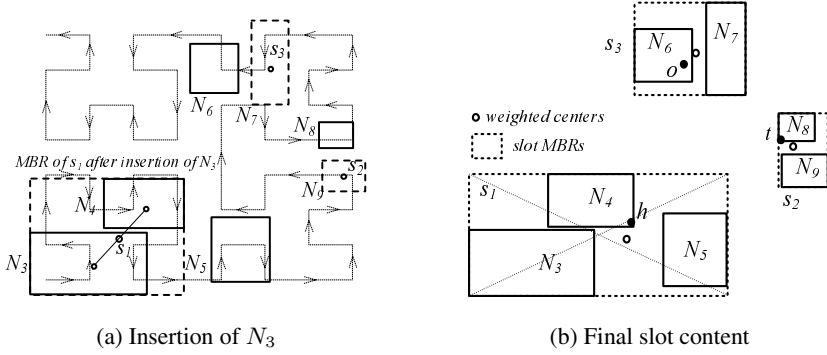 s₃
N₆
N₇
N₈
MBR of s₁ after insertion of N₃
s₂
N₉
N₄
s₁
N₃
N₅
(a) Insertion of N₃
s₃
N₆
N₇
o
weighted centers
slot MBRs
t
N₈
N₉
s₂
s₁
N₄
h
N₃
N₅
(b) Final slot content